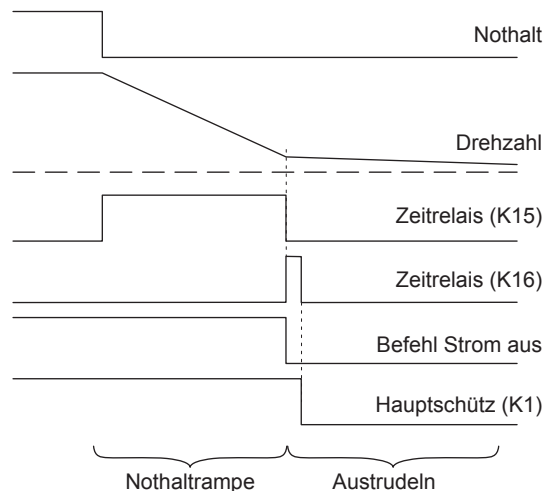 Nothalt
Drehzahl
Zeitrelais (K15)
Zeitrelais (K16)
Befehl Strom aus
Hauptschütz (K1)
Nothaltrampe
Austrudeln